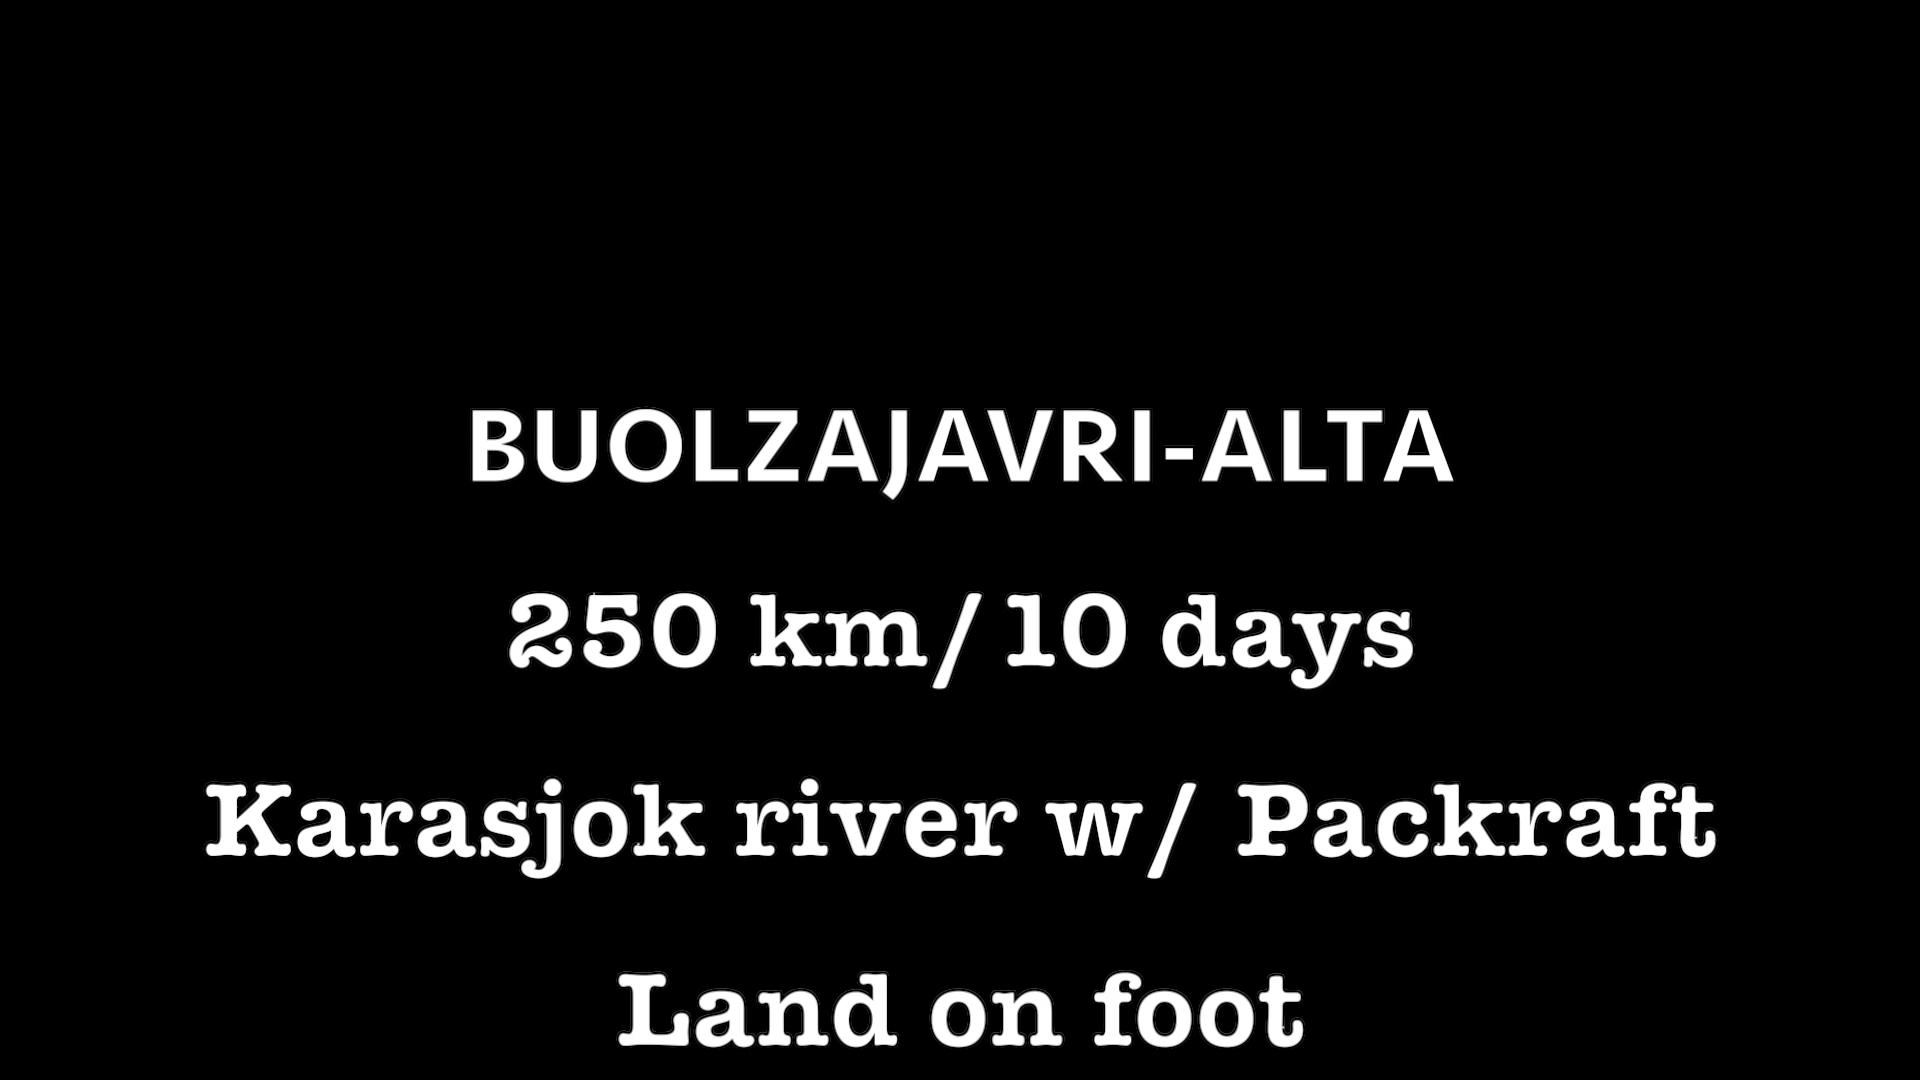 BUOLZAJAVRI-ALTA
250 km/10 days
Karasjok river w/ Packraft
Land on foot